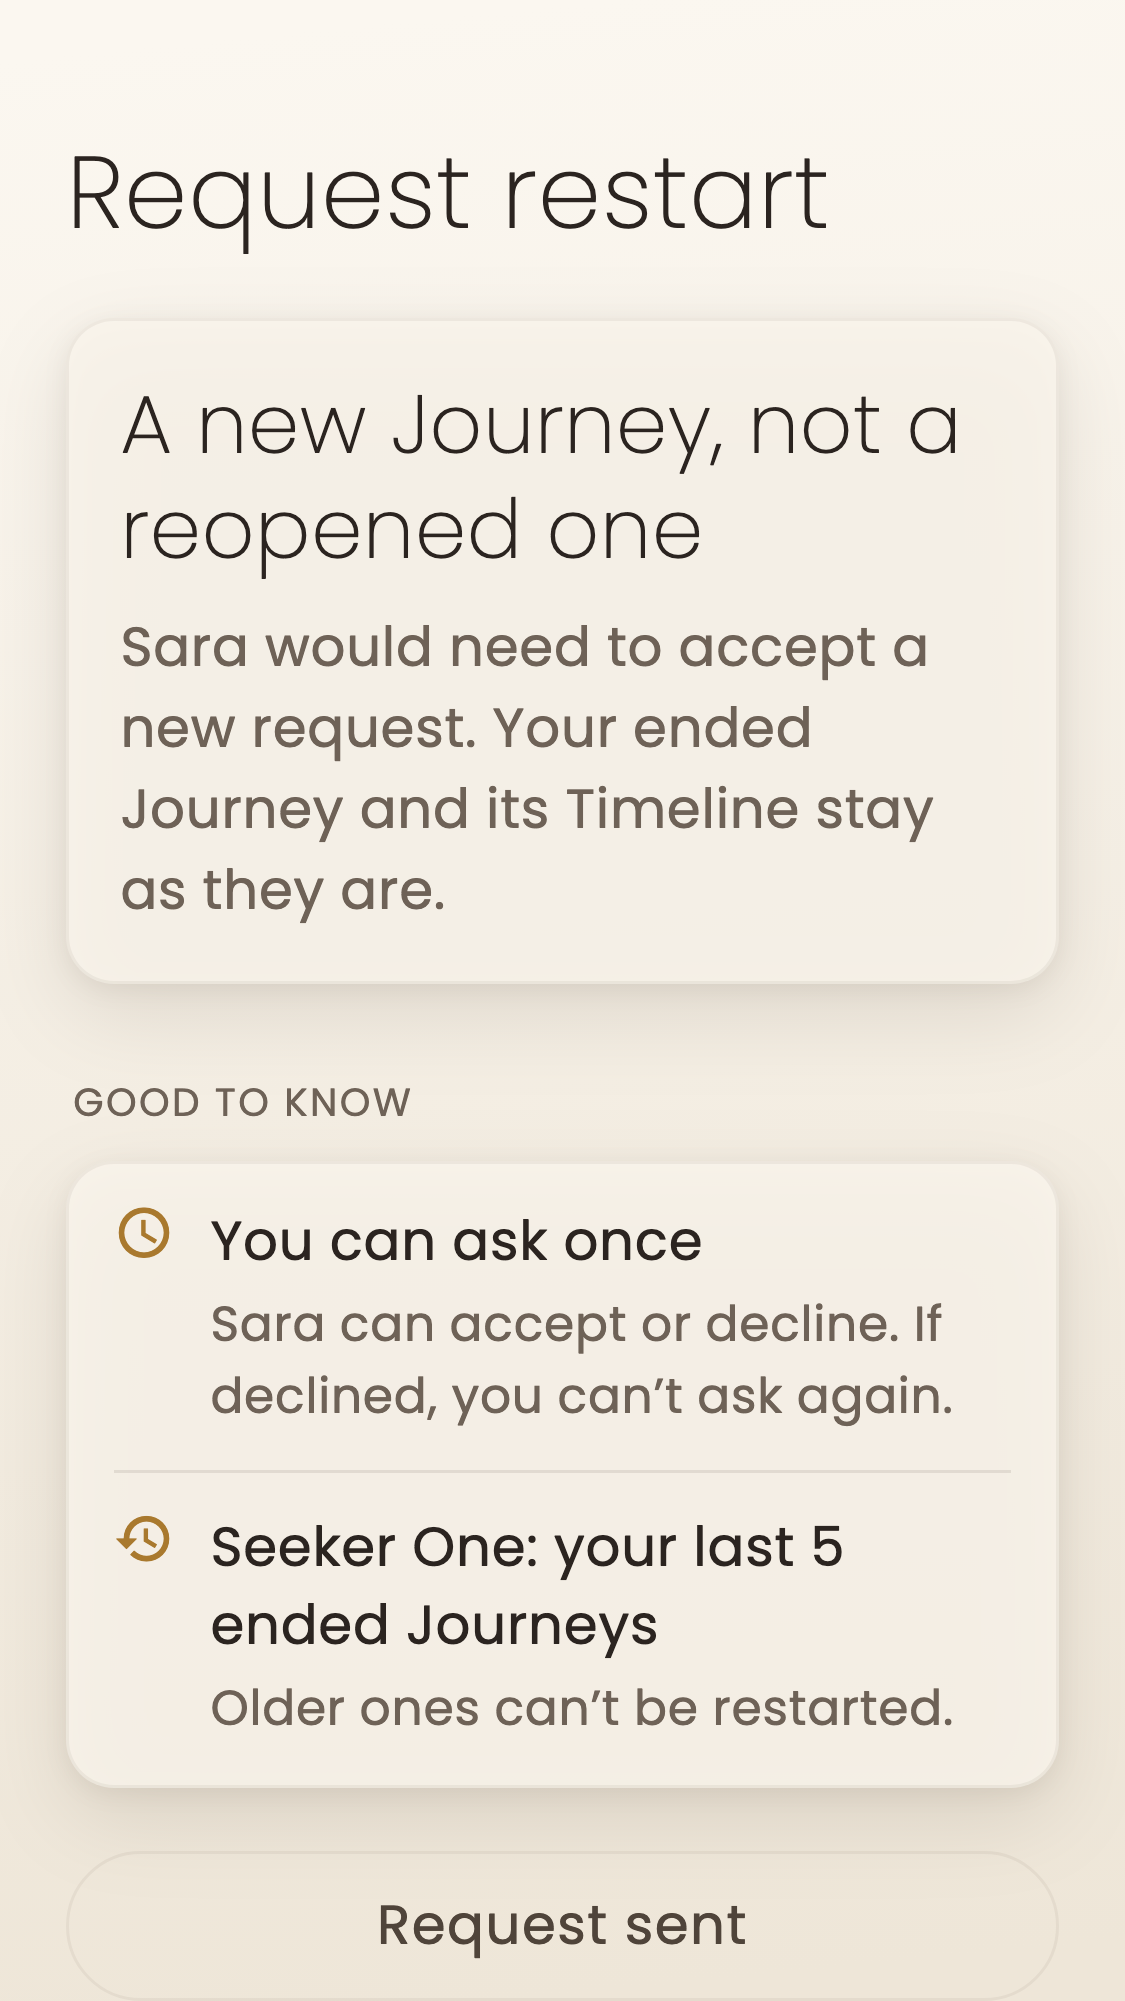 Request restart
A new Journey, not a
reopened one
Sara would need to accept a
new request. Your ended
Journey and its Timeline stay
as they are.
GOOD TO KNOW
You can ask once
Sara can accept or decline. If
declined, you can’t ask again.
Seeker One: your last 5
ended Journeys
Older ones can’t be restarted.
Request sent